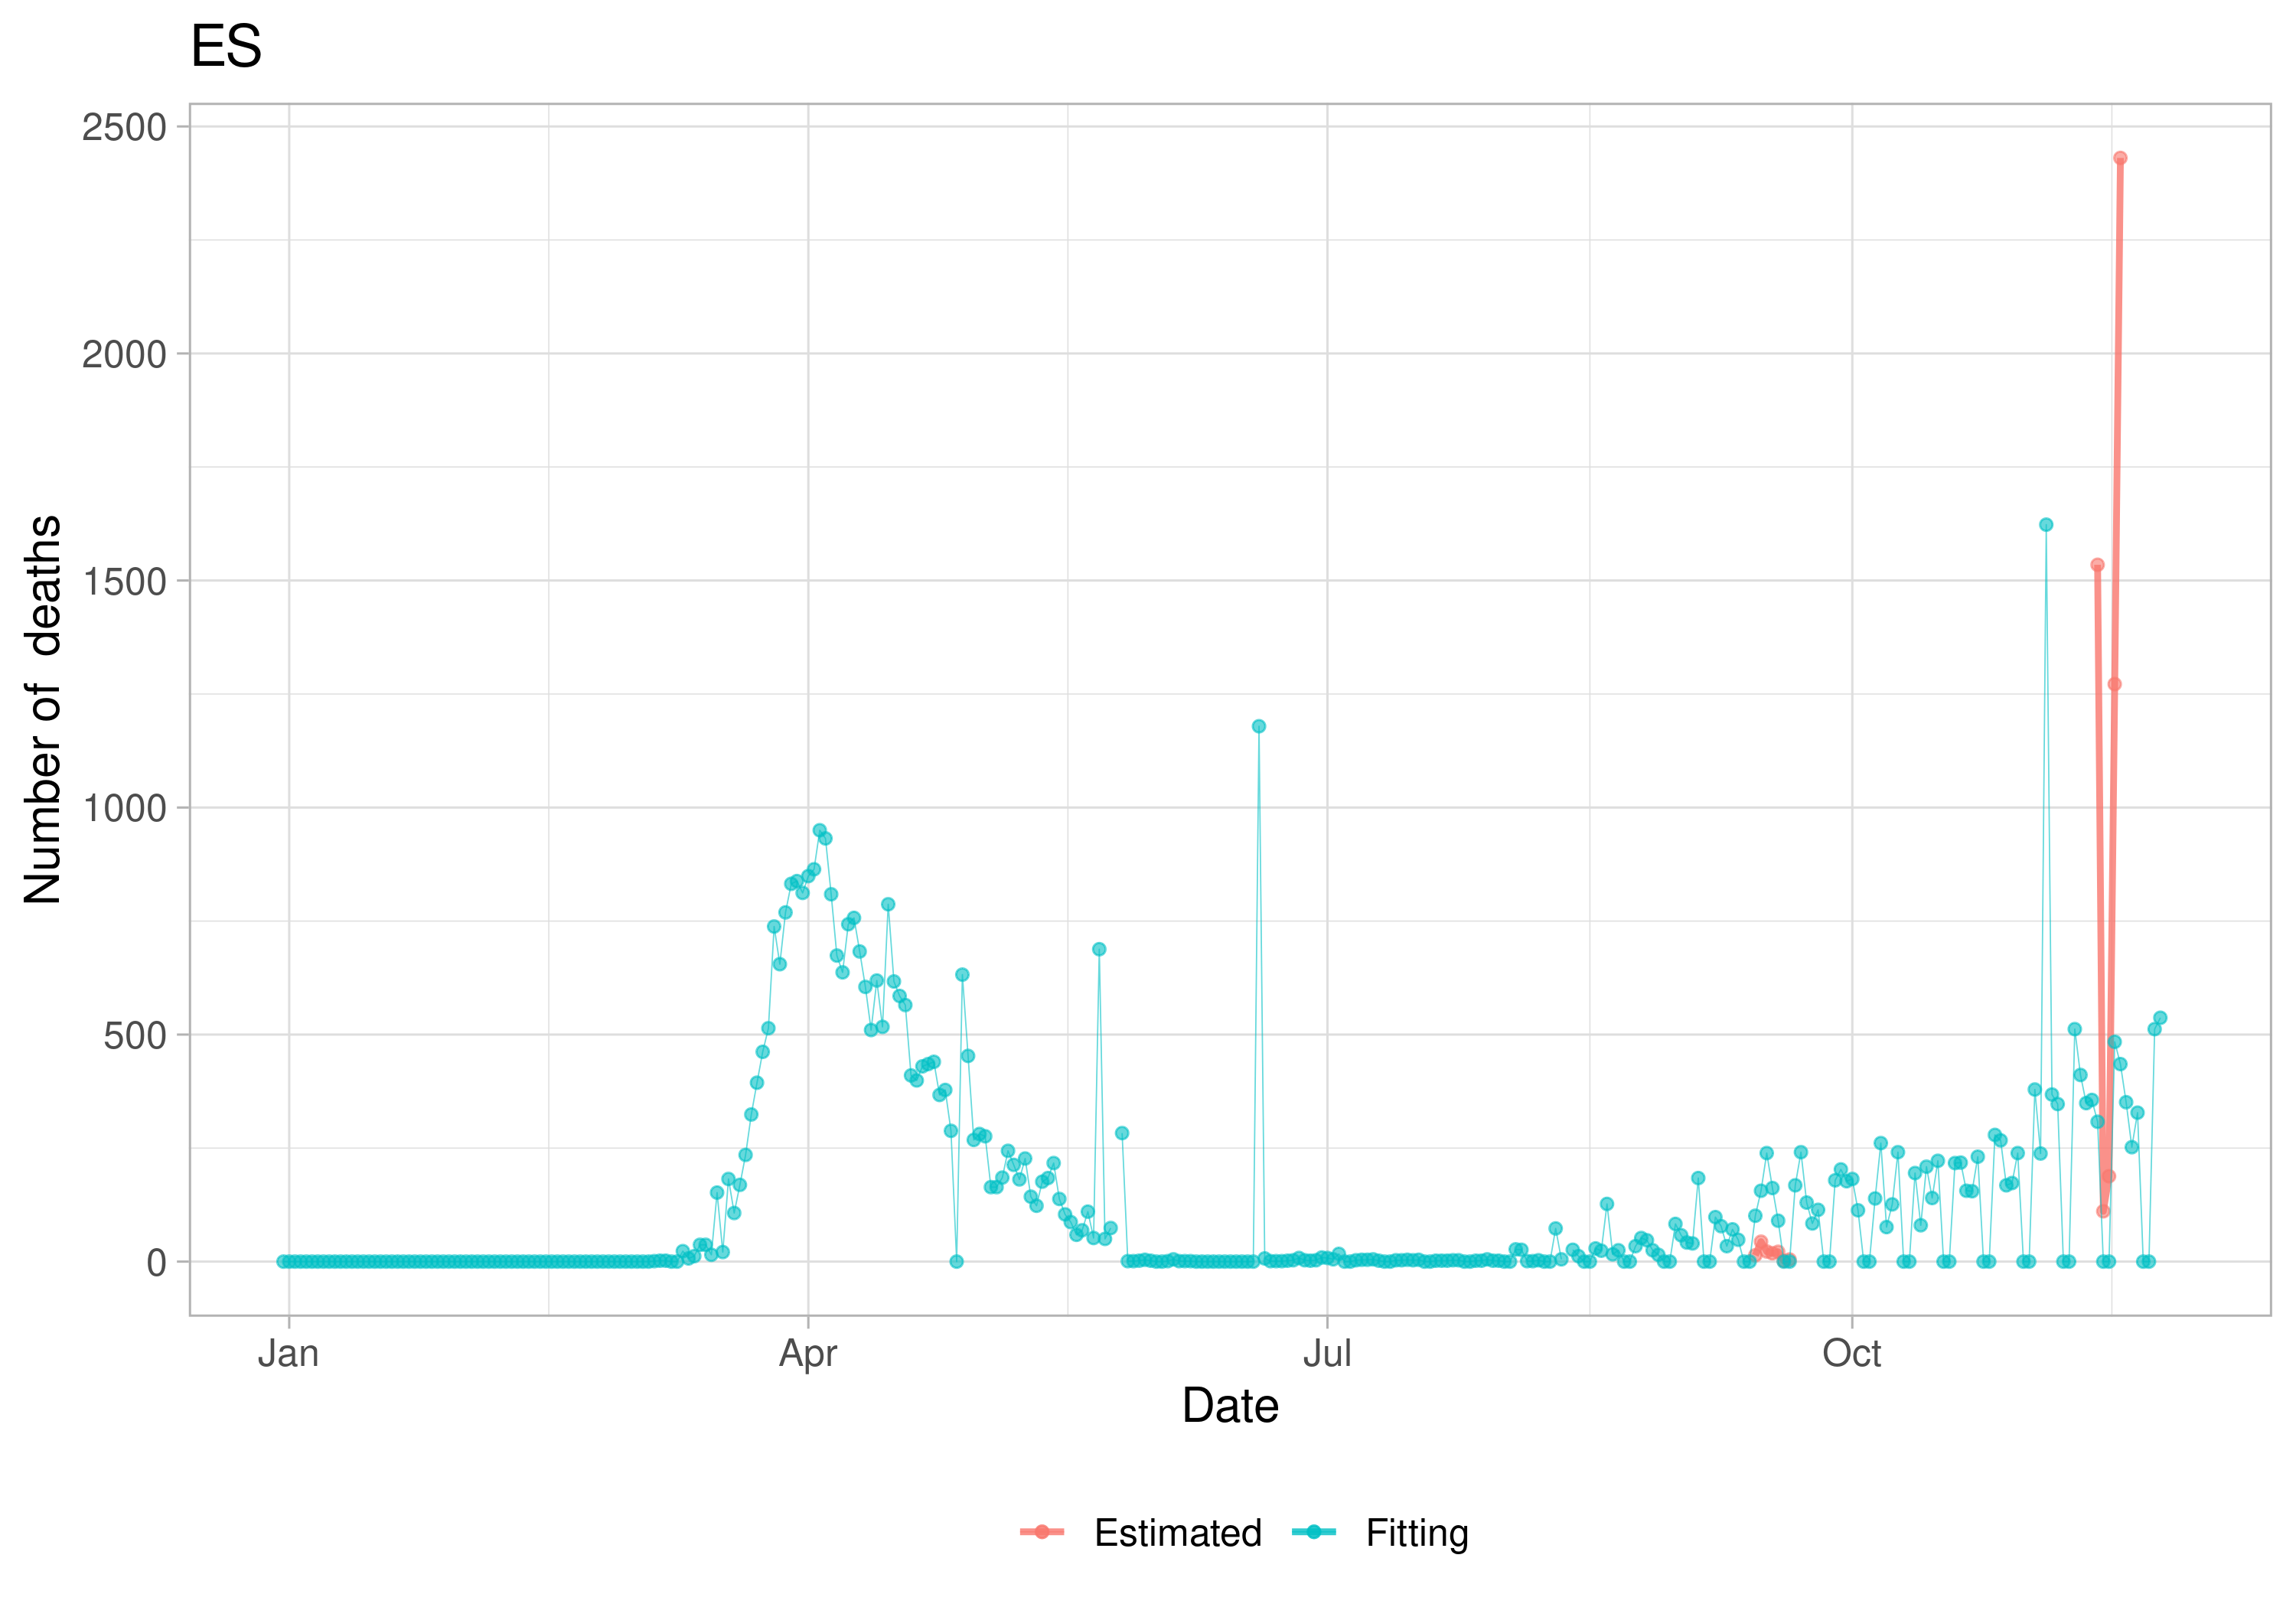 ES
2500
2000
1500
1000
500
0
Number of  deaths
Jan Apr Jul Oct
Date
Estimated Fitting